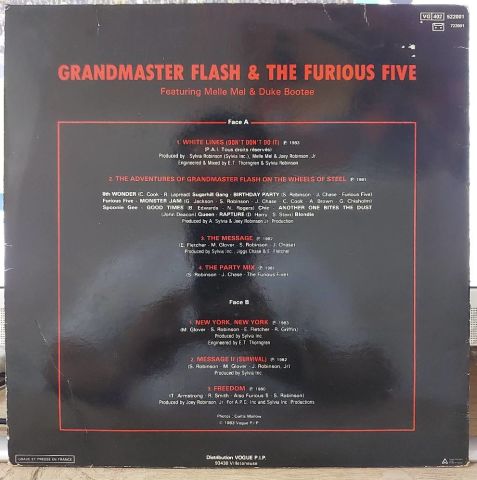 VG 402 522001
722001
GRANDMASTER FLASH & THE FURIOUS FIVE
Featuring Melle Mel & Duke Bootee
Face A
1. WHITE LINES (DON'T DON'T DO IT) ℗ 1983
(P.A.I. Tous droits réservés)
Produced by Sylvia Robinson (Sylvia Inc.), Melle Mel & Joey Robinson, Jr.
Engineered & Mixed by E.T. Thorngren & Sylvia Robinson
2. THE ADVENTURES OF GRANDMASTER FLASH ON THE WHEELS OF STEEL ℗ 1981
8th WONDER (C. Cook - R. Lapread) Sugarhill Gang - BIRTHDAY PARTY (S. Robinson - J. Chase - Furious Five)
Furious Five - MONSTER JAM (G. Jackson - S. Robinson - J. Chase - C. Cook - A. Brown - G. Chisholm)
Spoonie Gee - GOOD TIMES (B. Edwards - N. Rogers) Chic - ANOTHER ONE BITES THE DUST
(John Deacon) Queen - RAPTURE (D. Harry - S. Stein) Blondie
Produced by Sylvia & Joey Robinson Jr Production
3. THE MESSAGE ℗ 1982
(E. Fletcher - M. Glover - S. Robinson - J. Chase)
Produced by Sylvia Inc., Jiggs Chase & E. Fletcher
4. THE PARTY MIX ℗ 1981
(S. Robinson - J. Chase - The Furious Five)
Face B
1. NEW YORK, NEW YORK ℗ 1983
(M. Glover - S. Robinson - E. Fletcher - R. Griffin)
Produced by Sylvia Inc
Engineered by E.T. Thorngren
2. MESSAGE II (SURVIVAL) ℗ 1982
(S. Robinson - M. Glover - J. Robinson, Jr)
Produced by Sylvia Inc.
3. FREEDOM ℗ 1980
(T. Armstrong - R. Smith - Also Furious 5 - S. Robinson)
Produced by Joey Robinson, Jr. For A.P.C. Inc and Sylvia Inc Productions
Photos : Curtis Marlow
© 1983 Vogue P.I.P
GRAVÉ ET PRESSÉ EN FRANCE
Distribution VOGUE P.I.P.
93430 Villetaneuse